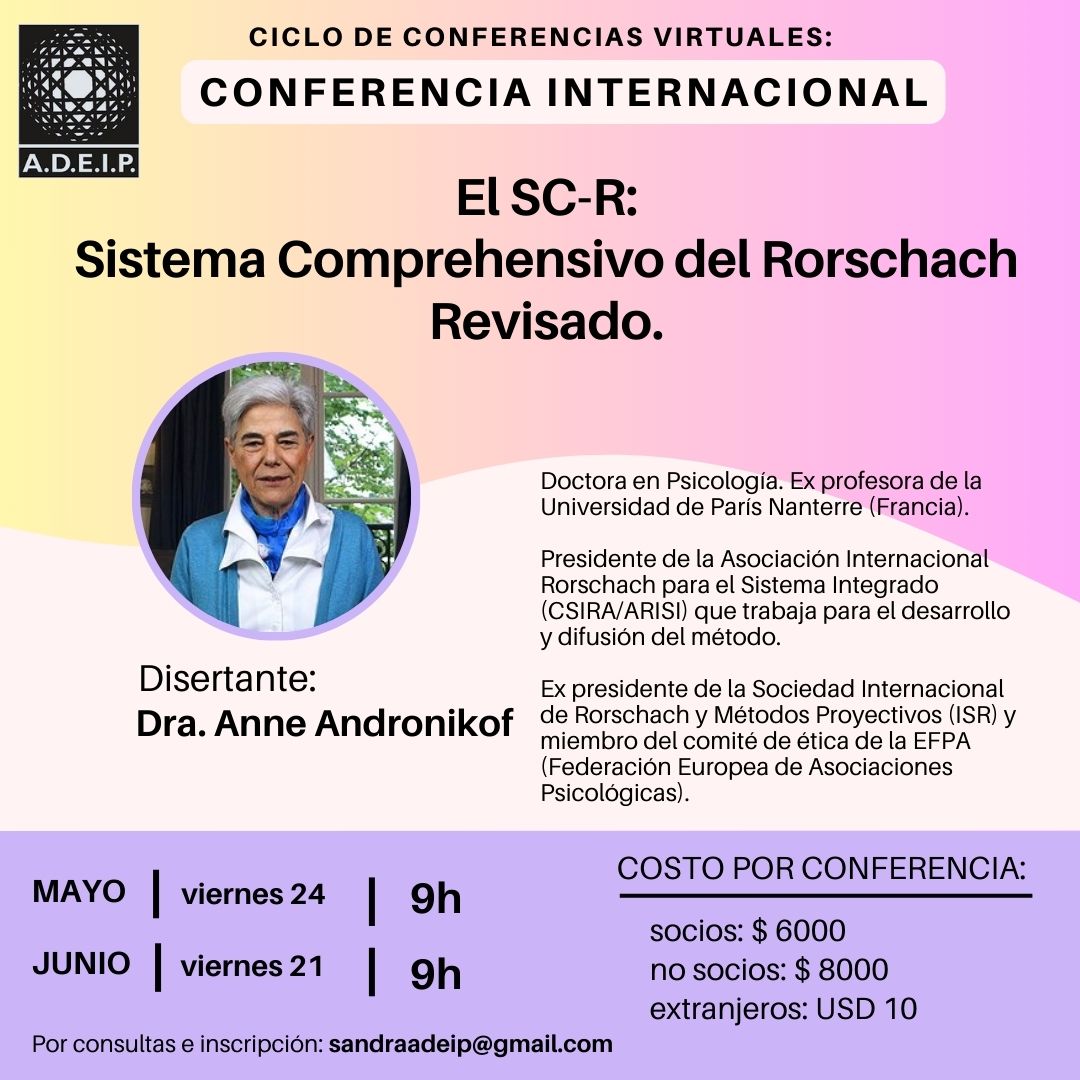 CICLO DE CONFERENCIAS VIRTUALES:
CONFERENCIA INTERNACIONAL
A.D.E.I.P.
El SC-R:
Sistema Comprehensivo del Rorschach
Revisado.
Doctora en Psicología. Ex profesora de la
Universidad de París Nanterre (Francia).
Presidente de la Asociación Internacional
Rorschach para el Sistema Integrado
(CSIRA/ARISI) que trabaja para el desarrollo
y difusión del método.
Ex presidente de la Sociedad Internacional
de Rorschach y Métodos Proyectivos (ISR) y
miembro del comité de ética de la EFPA
(Federación Europea de Asociaciones
Psicológicas).
Disertante:
Dra. Anne Andronikof
MAYO | viernes 24 | 9h
JUNIO | viernes 21 | 9h
COSTO POR CONFERENCIA:
socios: $ 6000
no socios: $ 8000
extranjeros: USD 10
Por consultas e inscripción: sandraadeip@gmail.com